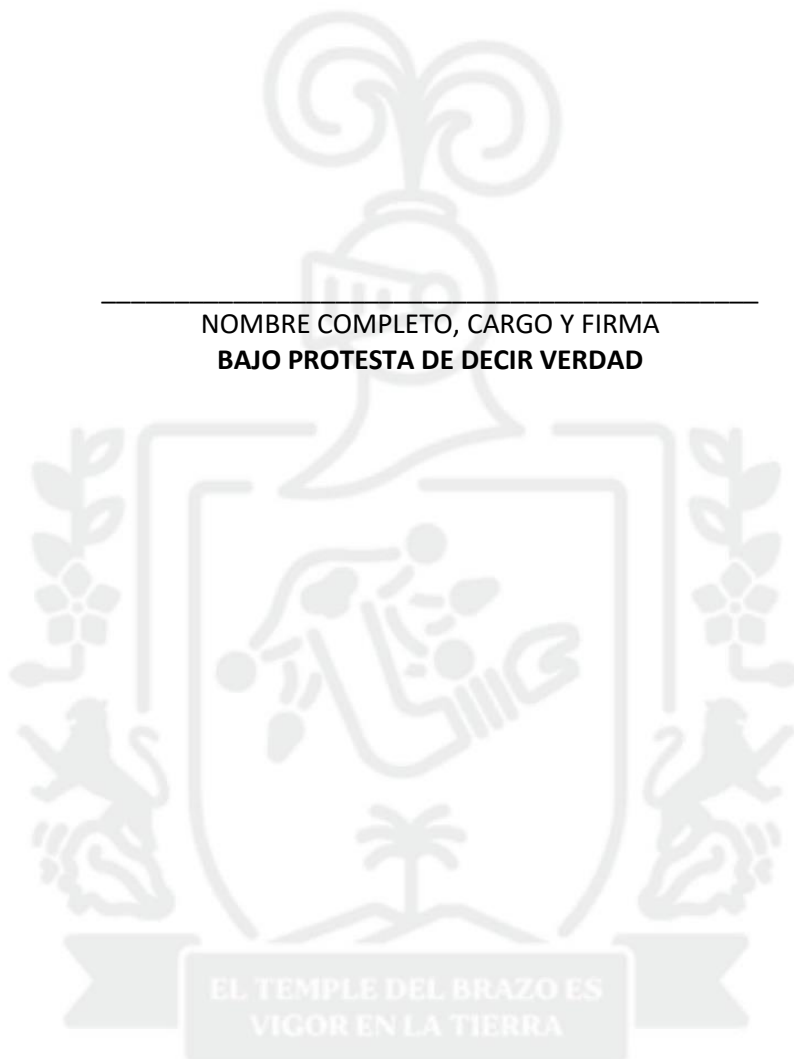 NOMBRE COMPLETO, CARGO Y FIRMA
BAJO PROTESTA DE DECIR VERDAD
EL TEMPLE DEL BRAZO ES
VIGOR EN LA TIERRA